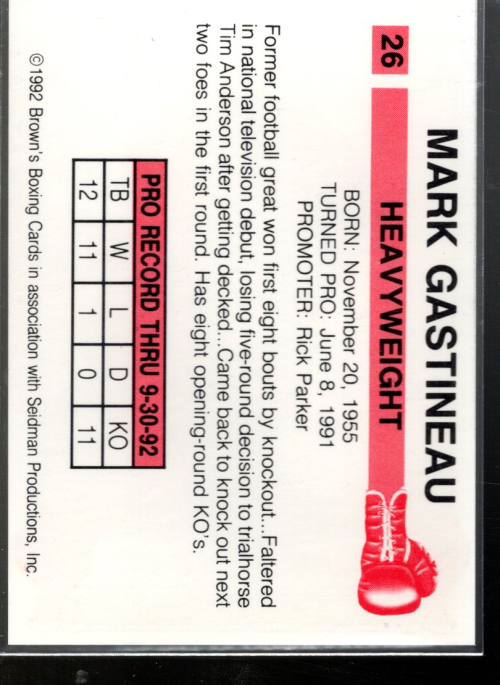 26
MARK GASTINEAU
HEAVYWEIGHT
BORN: November 20, 1955
TURNED PRO: June 8, 1991
PROMOTER: Rick Parker
Former football great won first eight bouts by knockout...Faltered
in national television debut, losing five-round decision to trialhorse
Tim Anderson after getting decked...Came back to knock out next
two foes in the first round. Has eight opening-round KO's.
PRO RECORD THRU 9-30-92
TB W L D KO
12 11 1 0 11
©1992 Brown's Boxing Cards in association with Seidman Productions, Inc.